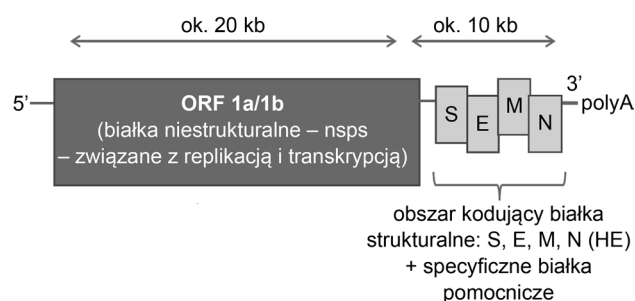 ok. 20 kb
ok. 10 kb
5’
ORF 1a/1b
(białka niestrukturalne – nsps
– związane z replikacją i transkrypcją)
S
E
M
N
3’
polyA
obszar kodujący białka
strukturalne: S, E, M, N (HE)
+ specyficzne białka
pomocnicze